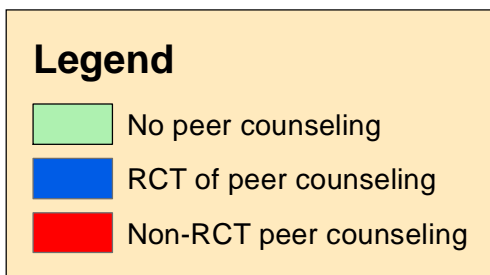 Legend
No peer counseling
RCT of peer counseling
Non-RCT peer counseling